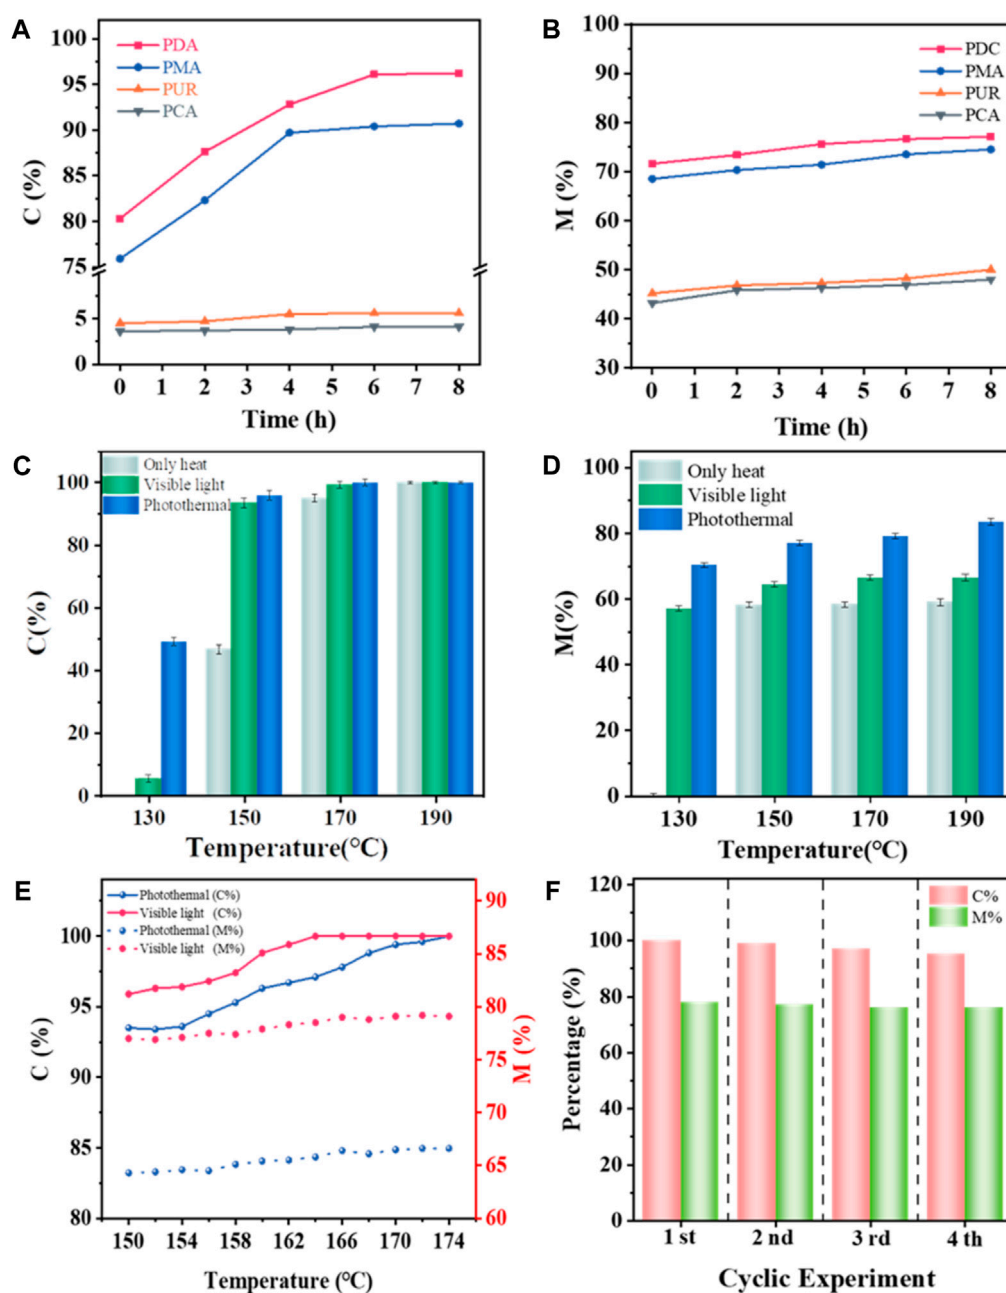 A
C (%)
100
95
90
85
80
75
5
0
PDA
PMA
PUR
PCA
0 1 2 3 4 5 6 7 8
Time (h)
B
M (%)
100
90
80
70
60
50
40
30
PDC
PMA
PUR
PCA
0 1 2 3 4 5 6 7 8
Time (h)
C
C(%)
100
80
60
40
20
0
Only heat
Visible light
Photothermal
130 150 170 190
Temperature(°C)
D
M(%)
100
80
60
40
20
0
Only heat
Visible light
Photothermal
130 150 170 190
Temperature(°C)
E
C (%)
100
95
90
85
80
Photothermal (C%)
Visible light (C%)
Photothermal (M%)
Visible light (M%)
90
85
80
75
70
65
60
M (%)
150 154 158 162 166 170 174
Temperature (°C)
F
Percentage (%)
120
100
80
60
40
20
0
C%
M%
1 st 2 nd 3 rd 4 th
Cyclic Experiment